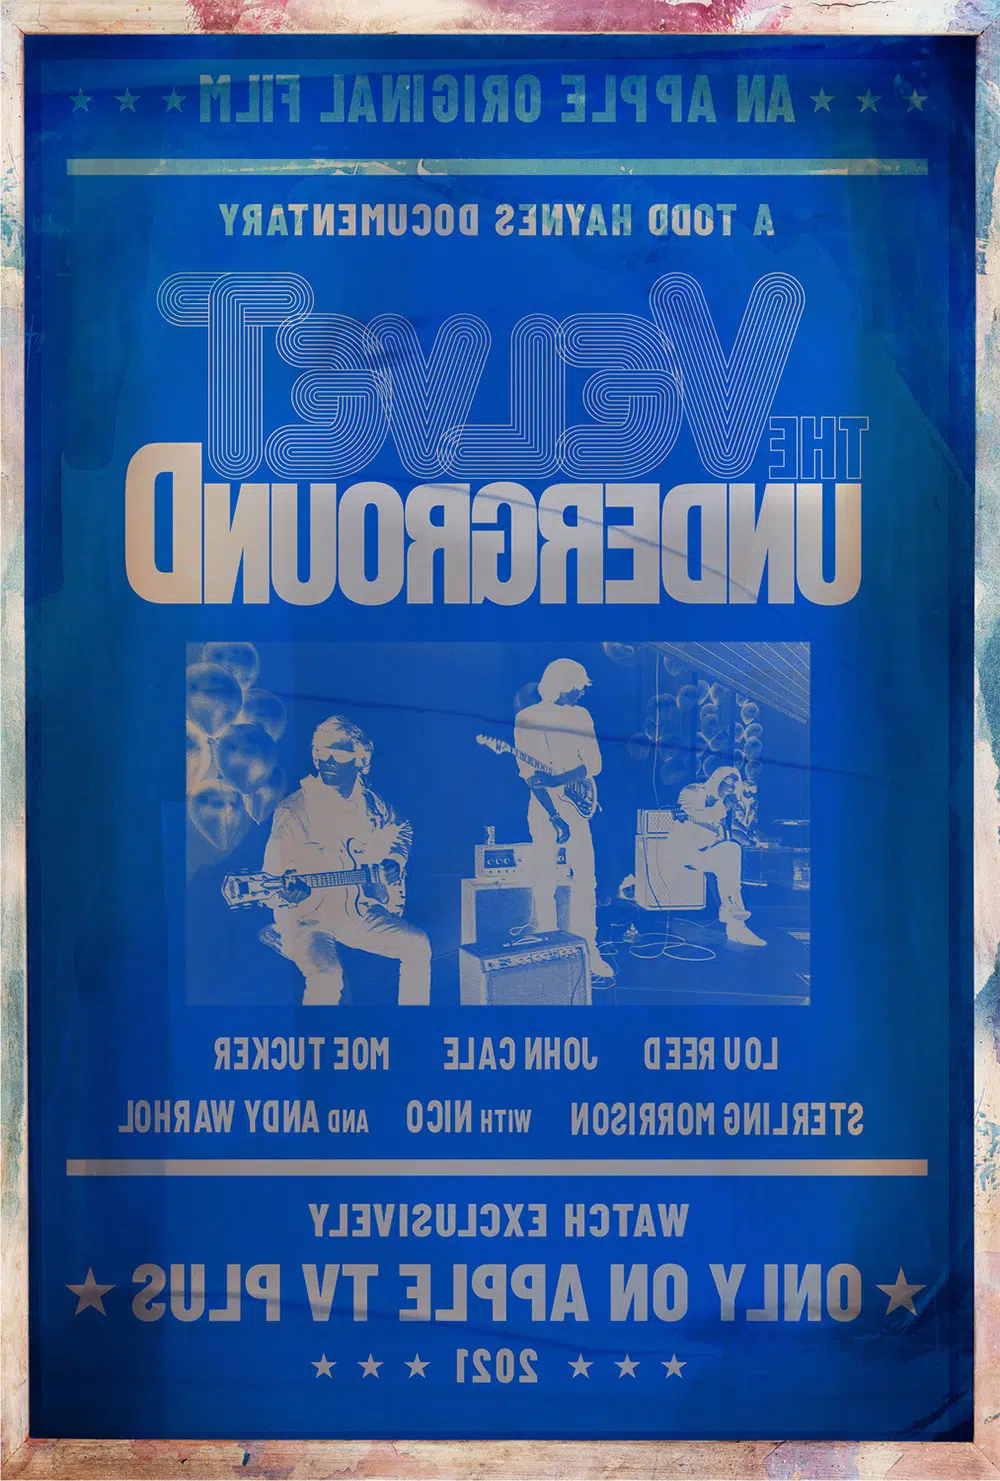 AN APPLE ORIGINAL FILM
A TODD HAYNES DOCUMENTARY
THE VELVET
UNDERGROUND
LOU REED JOHN CALE MOE TUCKER
STERLING MORRISON WITH NICO AND ANDY WARHOL
WATCH EXCLUSIVELY
ONLY ON APPLE TV PLUS
2021